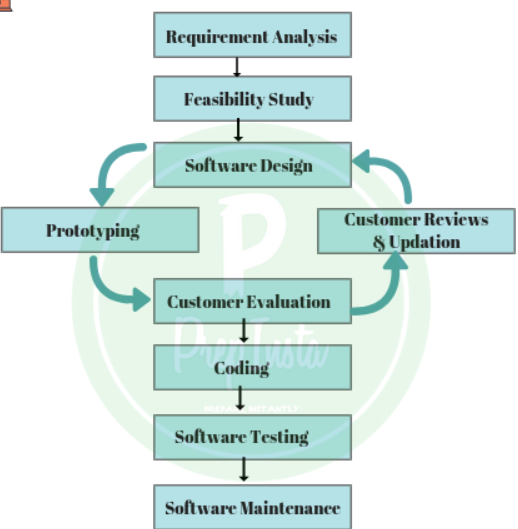 Requirement Analysis
Feasibility Study
Software Design
Prototyping
Customer Reviews
& Updation
Customer Evaluation
PrepInsta
Coding
Software Testing
Software Maintenance